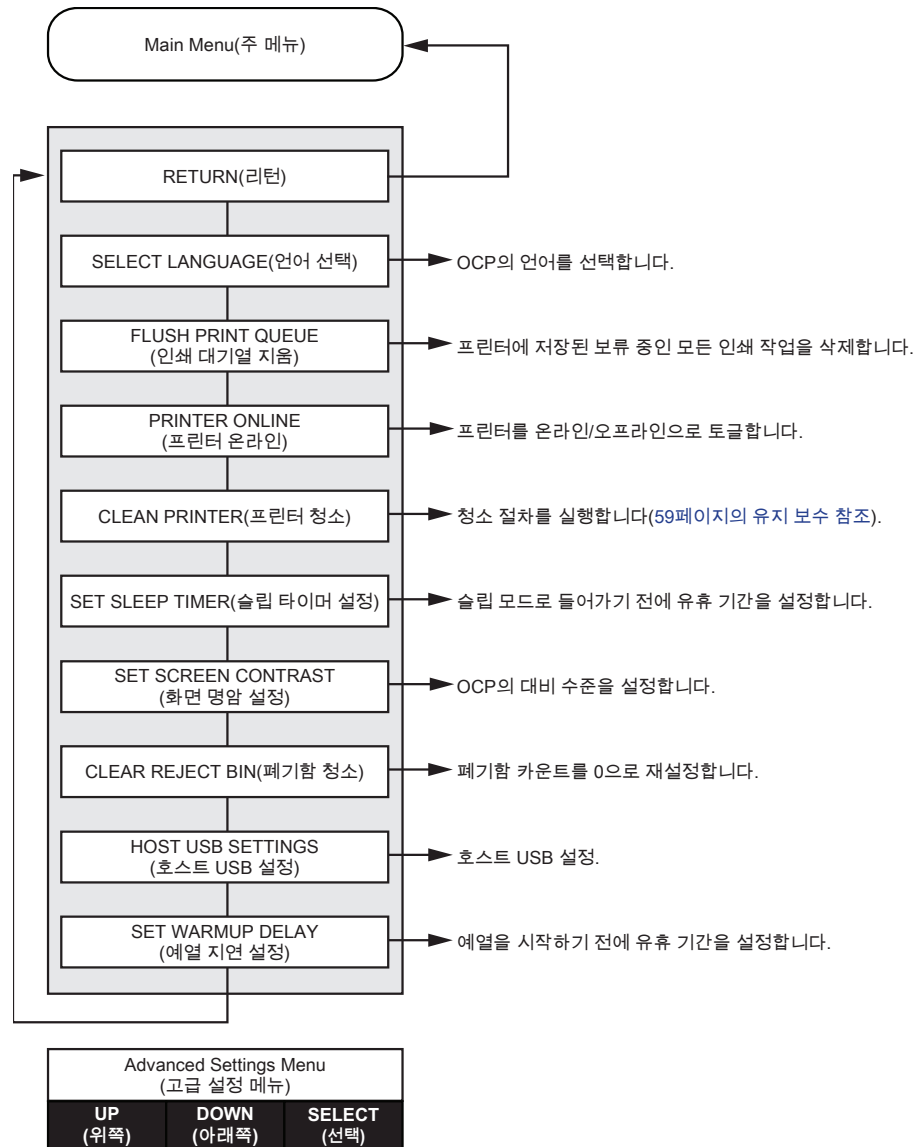 Main Menu(주 메뉴)
RETURN(리턴)
SELECT LANGUAGE(언어 선택)
OCP의 언어를 선택합니다.
FLUSH PRINT QUEUE
(인쇄 대기열 지움)
프린터에 저장된 보류 중인 모든 인쇄 작업을 삭제합니다.
PRINTER ONLINE
(프린터 온라인)
프린터를 온라인/오프라인으로 토글합니다.
CLEAN PRINTER(프린터 청소)
청소 절차를 실행합니다(59페이지의 유지 보수 참조).
SET SLEEP TIMER(슬립 타이머 설정)
슬립 모드로 들어가기 전에 유휴 기간을 설정합니다.
SET SCREEN CONTRAST
(화면 명암 설정)
OCP의 대비 수준을 설정합니다.
CLEAR REJECT BIN(폐기함 청소)
폐기함 카운트를 0으로 재설정합니다.
HOST USB SETTINGS
(호스트 USB 설정)
호스트 USB 설정.
SET WARMUP DELAY
(예열 지연 설정)
예열을 시작하기 전에 유휴 기간을 설정합니다.
Advanced Settings Menu
(고급 설정 메뉴)
UP DOWN SELECT
(위쪽) (아래쪽) (선택)